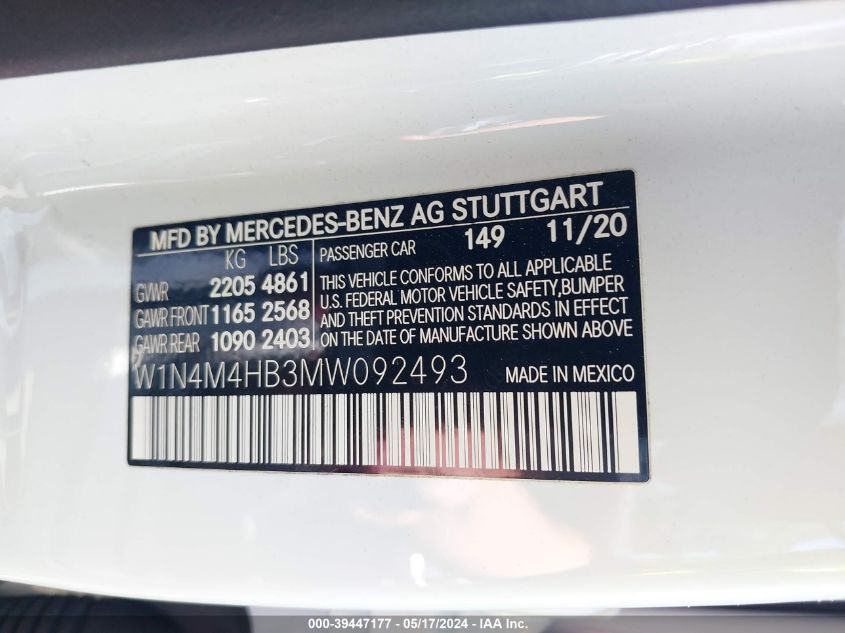 MFD BY MERCEDES-BENZ AG STUTTGART
KG LBS
GVWR 2205 4861
GAWR FRONT 1165 2568
GAWR REAR 1090 2403
PASSENGER CAR 149 11/20
THIS VEHICLE CONFORMS TO ALL APPLICABLE
U.S. FEDERAL MOTOR VEHICLE SAFETY, BUMPER
AND THEFT PREVENTION STANDARDS IN EFFECT
ON THE DATE OF MANUFACTURE SHOWN ABOVE
W1N4M4HB3MW092493 MADE IN MEXICO
000-39447177 - 05/17/2024 - IAA Inc.